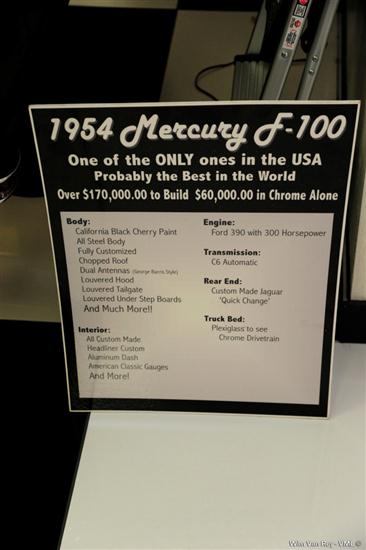 1954 Mercury F-100
One of the ONLY ones in the USA
Probably the Best in the World
Over $170,000.00 to Build $60,000.00 in Chrome Alone
Body:
California Black Cherry Paint
All Steel Body
Fully Customized
Chopped Roof
Dual Antennas (George Barris Style)
Louvered Hood
Louvered Tailgate
Louvered Under Step Boards
And Much More!!
Interior:
All Custom Made
Headliner Custom
Aluminum Dash
American Classic Gauges
And More!
Engine:
Ford 390 with 300 Horsepower
Transmission:
C6 Automatic
Rear End:
Custom Made Jaguar
'Quick Change'
Truck Bed:
Plexiglass to see
Chrome Drivetrain
Wim Van Roy - VML ©